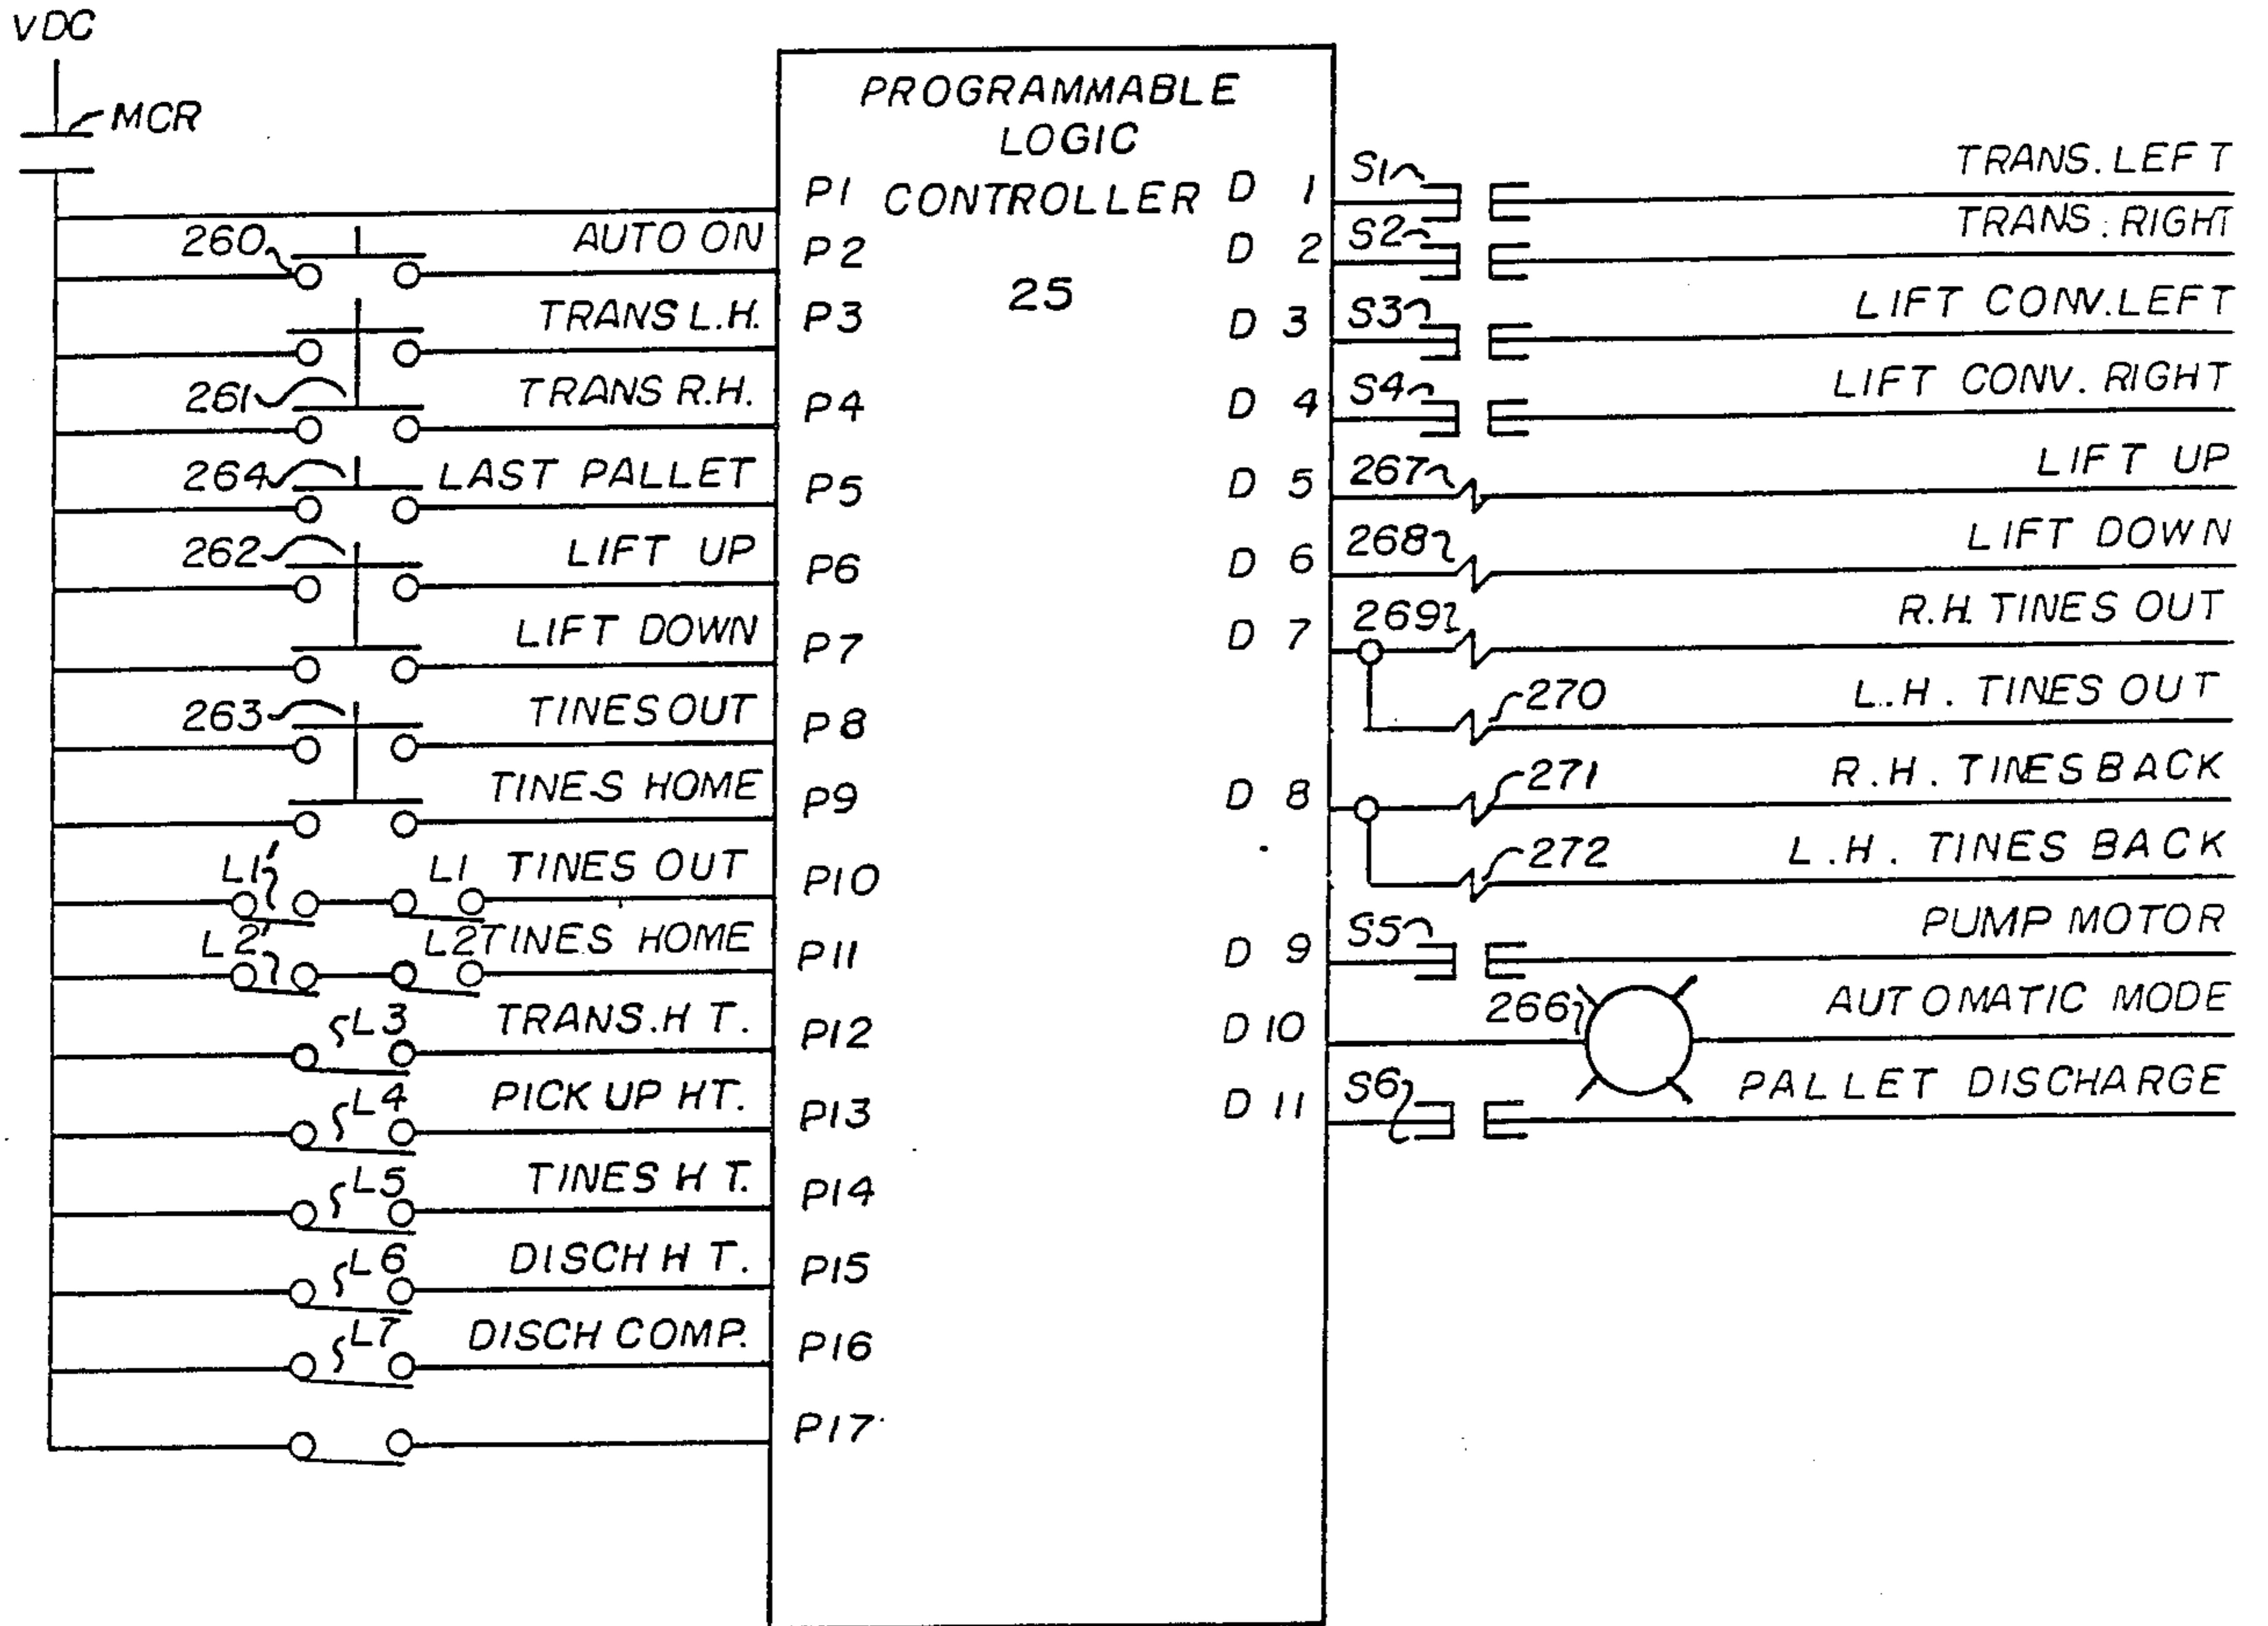 VDC
MCR
PROGRAMMABLE
LOGIC
CONTROLLER
25
P1
260 AUTO ON P2
TRANS L.H. P3
261 TRANS R.H. P4
264 LAST PALLET P5
262 LIFT UP P6
LIFT DOWN P7
263 TINES OUT P8
TINES HOME P9
L1' L1 TINES OUT P10
L2' L2 TINES HOME P11
L3 TRANS. HT. P12
L4 PICK UP HT. P13
L5 TINES HT. P14
L6 DISCH HT. P15
L7 DISCH COMP. P16
P17
D 1 S1 TRANS. LEFT
D 2 S2 TRANS. RIGHT
D 3 S3 LIFT CONV. LEFT
D 4 S4 LIFT CONV. RIGHT
D 5 267 LIFT UP
D 6 268 LIFT DOWN
D 7 269 R.H. TINES OUT
270 L.H. TINES OUT
D 8 271 R.H. TINES BACK
272 L.H. TINES BACK
D 9 S5 PUMP MOTOR
D 10 266 AUTOMATIC MODE
D 11 S6 PALLET DISCHARGE